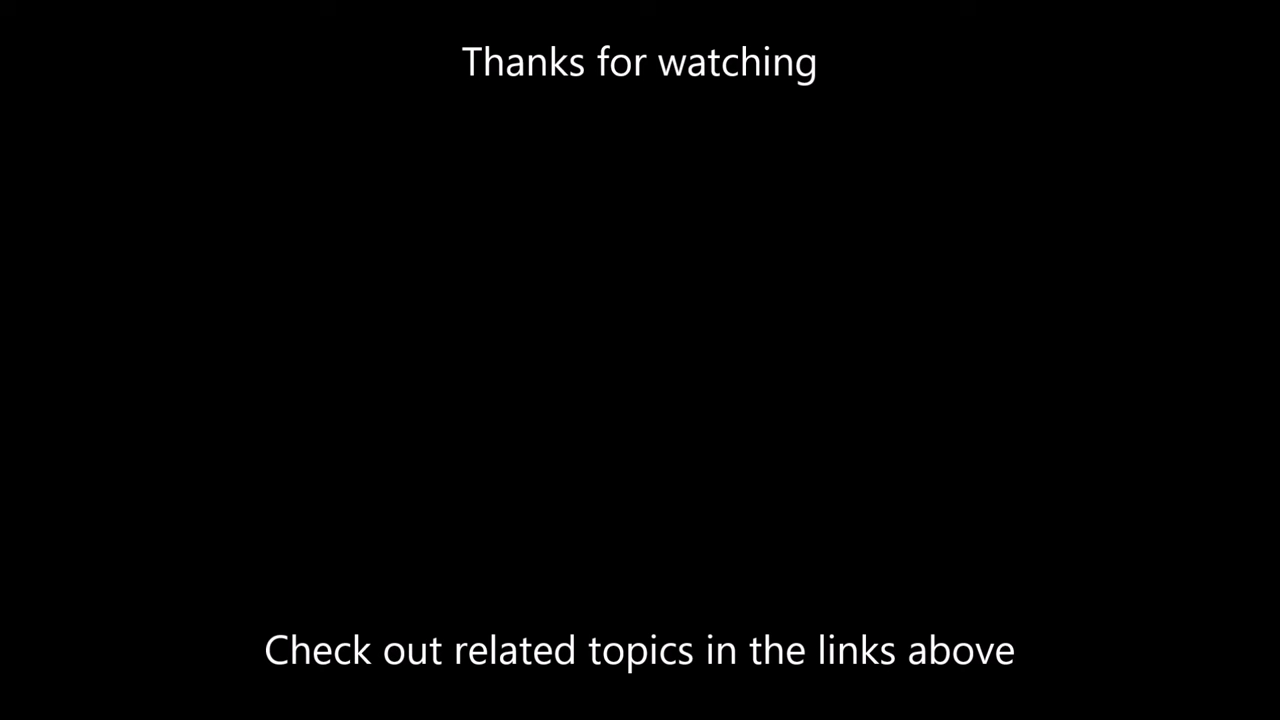 Thanks for watching
Check out related topics in the links above